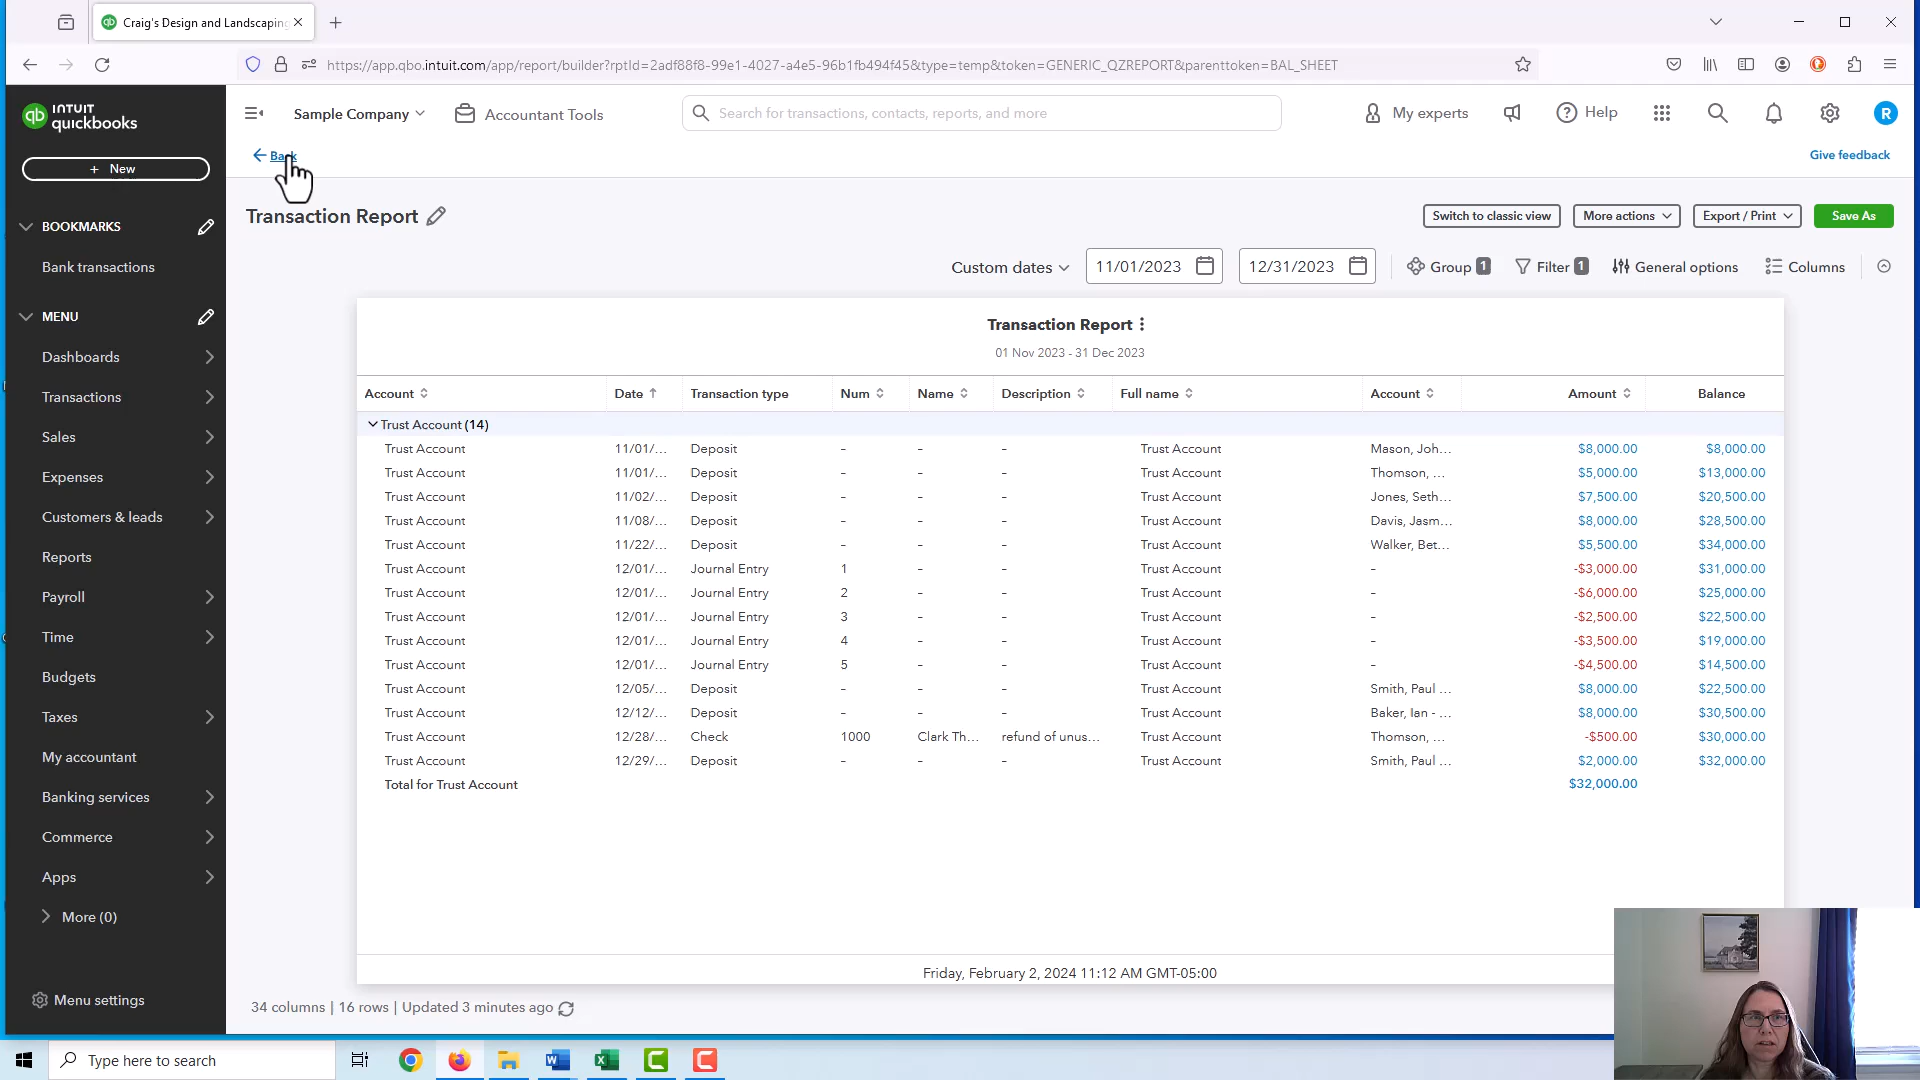 Craig's Design and Landscaping
https://app.qbo.intuit.com/app/report/builder?rptId=2adf88f8-99e1-4027-a4e5-96b1fb494f45&type=temp&token=GENERIC_QZREPORT&parenttoken=BAL_SHEET
INTUIT quickbooks
Sample Company
Accountant Tools
Search for transactions, contacts, reports, and more
My experts
Help
R
+ New
Back
Give feedback
BOOKMARKS
Bank transactions
MENU
Dashboards
Transactions
Sales
Expenses
Customers & leads
Reports
Payroll
Time
Budgets
Taxes
My accountant
Banking services
Commerce
Apps
More (0)
Menu settings
Transaction Report
Switch to classic view
More actions
Export / Print
Save As
Custom dates 11/01/2023 12/31/2023 Group 1 Filter 1 General options Columns
Transaction Report
01 Nov 2023 - 31 Dec 2023
Account Date Transaction type Num Name Description Full name Account Amount Balance
Trust Account (14)
Trust Account 11/01/... Deposit - - - Trust Account Mason, Joh... $8,000.00 $8,000.00
Trust Account 11/01/... Deposit - - - Trust Account Thomson, ... $5,000.00 $13,000.00
Trust Account 11/02/... Deposit - - - Trust Account Jones, Seth... $7,500.00 $20,500.00
Trust Account 11/08/... Deposit - - - Trust Account Davis, Jasm... $8,000.00 $28,500.00
Trust Account 11/22/... Deposit - - - Trust Account Walker, Bet... $5,500.00 $34,000.00
Trust Account 12/01/... Journal Entry 1 - - Trust Account - -$3,000.00 $31,000.00
Trust Account 12/01/... Journal Entry 2 - - Trust Account - -$6,000.00 $25,000.00
Trust Account 12/01/... Journal Entry 3 - - Trust Account - -$2,500.00 $22,500.00
Trust Account 12/01/... Journal Entry 4 - - Trust Account - -$3,500.00 $19,000.00
Trust Account 12/01/... Journal Entry 5 - - Trust Account - -$4,500.00 $14,500.00
Trust Account 12/05/... Deposit - - - Trust Account Smith, Paul ... $8,000.00 $22,500.00
Trust Account 12/12/... Deposit - - - Trust Account Baker, Ian - ... $8,000.00 $30,500.00
Trust Account 12/28/... Check 1000 Clark Th... refund of unus... Trust Account Thomson, ... -$500.00 $30,000.00
Trust Account 12/29/... Deposit - - - Trust Account Smith, Paul ... $2,000.00 $32,000.00
Total for Trust Account $32,000.00
Friday, February 2, 2024 11:12 AM GMT-05:00
34 columns | 16 rows | Updated 3 minutes ago
Type here to search